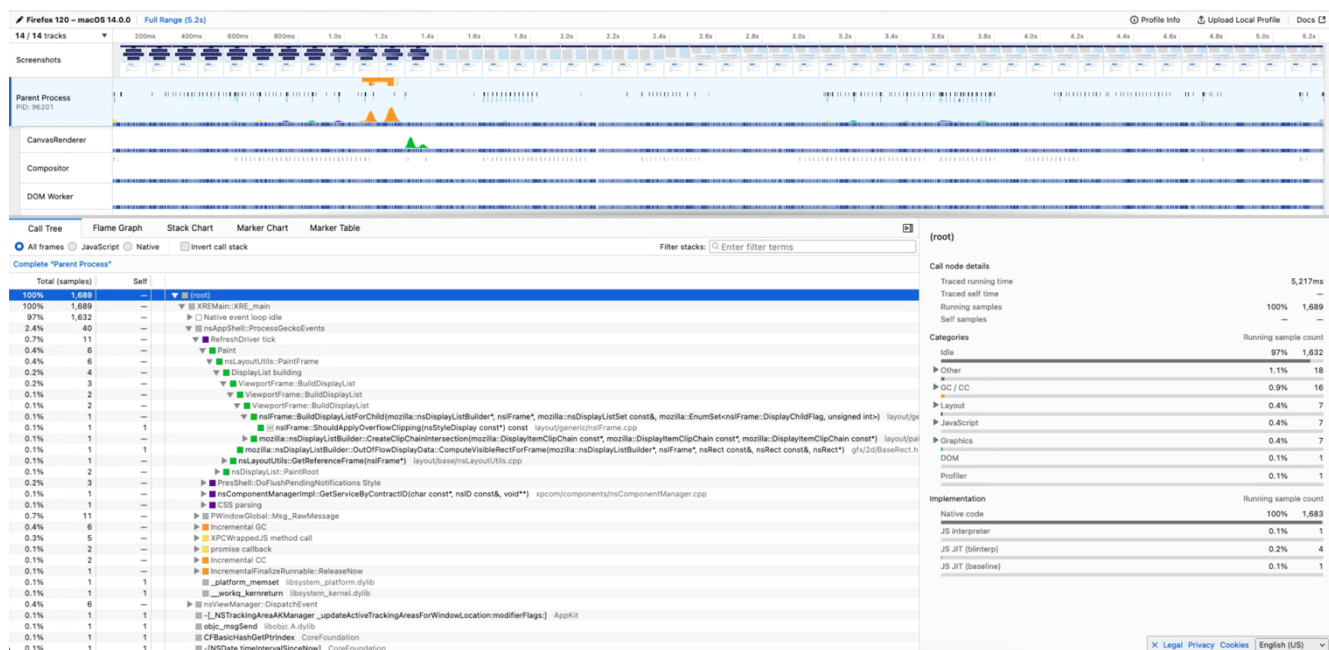 Firefox 120 – macOS 14.0.0 Full Range (5.2s) Profile Info Upload Local Profile Docs
14 / 14 tracks 200ms 400ms 600ms 800ms 1.0s 1.2s 1.4s 1.6s 1.8s 2.0s 2.2s 2.4s 2.6s 2.8s 3.0s 3.2s 3.4s 3.6s 3.8s 4.0s 4.2s 4.4s 4.6s 4.8s 5.0s 5.2s
Screenshots
Parent Process
PID: 96201
CanvasRenderer
Compositor
DOM Worker
Call Tree Flame Graph Stack Chart Marker Chart Marker Table
All frames JavaScript Native Invert call stack Filter stacks: Enter filter terms
Complete "Parent Process"
Total (samples) Self
100% 1,689 — (root)
100% 1,689 — XREMain::XRE_main
97% 1,632 — Native event loop idle
2.4% 40 — nsAppShell::ProcessGeckoEvents
0.7% 11 — RefreshDriver tick
0.4% 6 — Paint
0.4% 6 — nsLayoutUtils::PaintFrame
0.2% 4 — DisplayList building
0.2% 3 — ViewportFrame::BuildDisplayList
0.1% 2 — ViewportFrame::BuildDisplayList
0.1% 2 — ViewportFrame::BuildDisplayList
0.1% 1 — nsIFrame::BuildDisplayListForChild(mozilla::nsDisplayListBuilder*, nsIFrame*, mozilla::nsDisplayListSet const&, mozilla::EnumSet<nsIFrame::DisplayChildFlag, unsigned int>) layout/ge
0.1% 1 1 nsIFrame::ShouldApplyOverflowClipping(nsStyleDisplay const*) const layout/generic/nsIFrame.cpp
0.1% 1 — mozilla::nsDisplayListBuilder::CreateClipChainIntersection(mozilla::DisplayItemClipChain const*, mozilla::DisplayItemClipChain const*, mozilla::DisplayItemClipChain const*) layout/pai
0.1% 1 1 mozilla::nsDisplayListBuilder::OutOfFlowDisplayData::ComputeVisibleRectForFrame(mozilla::nsDisplayListBuilder*, nsIFrame*, nsRect const&, nsRect const&, nsRect*) gfx/2d/BaseRect.h
0.1% 1 — nsLayoutUtils::GetReferenceFrame(nsIFrame*) layout/base/nsLayoutUtils.cpp
0.1% 2 — nsDisplayList::PaintRoot
0.2% 3 — PresShell::DoFlushPendingNotifications Style
0.1% 1 — nsComponentManagerImpl::GetServiceByContractID(char const*, nsID const&, void**) xpcom/components/nsComponentManager.cpp
0.1% 1 — CSS parsing
0.7% 11 — PWindowGlobal::Msg_RawMessage
0.4% 6 — Incremental GC
0.3% 5 — XPCWrappedJS method call
0.1% 2 — promise callback
0.1% 2 — Incremental CC
0.1% 1 — IncrementalFinalizeRunnable::ReleaseNow
0.1% 1 1 _platform_memset libsystem_platform.dylib
0.1% 1 1 __workq_kernreturn libsystem_kernel.dylib
0.4% 6 — nsViewManager::DispatchEvent
0.1% 1 1 -[_NSTrackingAreaAKManager _updateActiveTrackingAreasForWindowLocation:modifierFlags:] AppKit
0.1% 1 1 objc_msgSend libobjc.A.dylib
0.1% 1 1 CFBasicHashGetPtrIndex CoreFoundation
0.1% 1 1 -[NSDate timeIntervalSinceNow] CoreFoundation
(root)
Call node details
Traced running time 5,217ms
Traced self time —
Running samples 100% 1,689
Self samples — —
Categories Running sample count
Idle 97% 1,632
Other 1.1% 18
GC / CC 0.9% 16
Layout 0.4% 7
JavaScript 0.4% 7
Graphics 0.4% 7
DOM 0.1% 1
Profiler 0.1% 1
Implementation Running sample count
Native code 100% 1,683
JS interpreter 0.1% 1
JS JIT (blinterp) 0.2% 4
JS JIT (baseline) 0.1% 1
X Legal Privacy Cookies English (US)